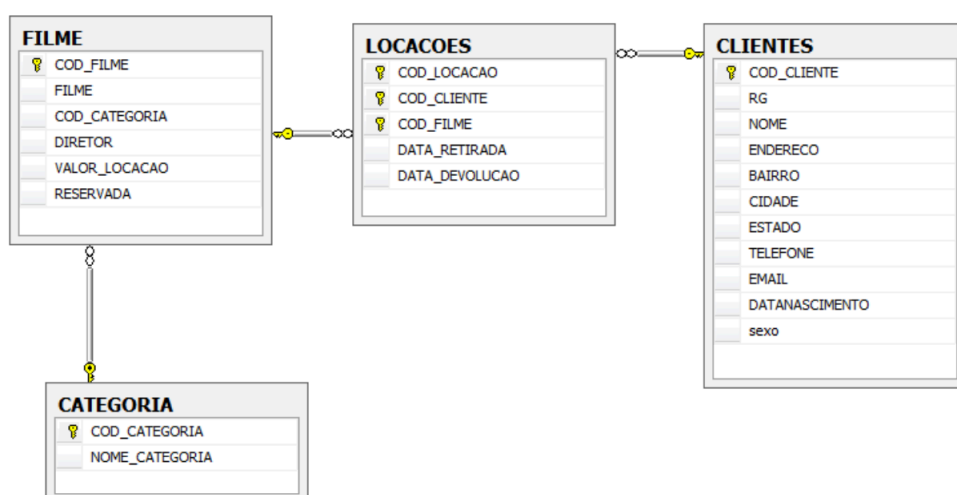 FILME
COD_FILME
FILME
COD_CATEGORIA
DIRETOR
VALOR_LOCACAO
RESERVADA
LOCACOES
COD_LOCACAO
COD_CLIENTE
COD_FILME
DATA_RETIRADA
DATA_DEVOLUCAO
CLIENTES
COD_CLIENTE
RG
NOME
ENDERECO
BAIRRO
CIDADE
ESTADO
TELEFONE
EMAIL
DATANASCIMENTO
sexo
CATEGORIA
COD_CATEGORIA
NOME_CATEGORIA